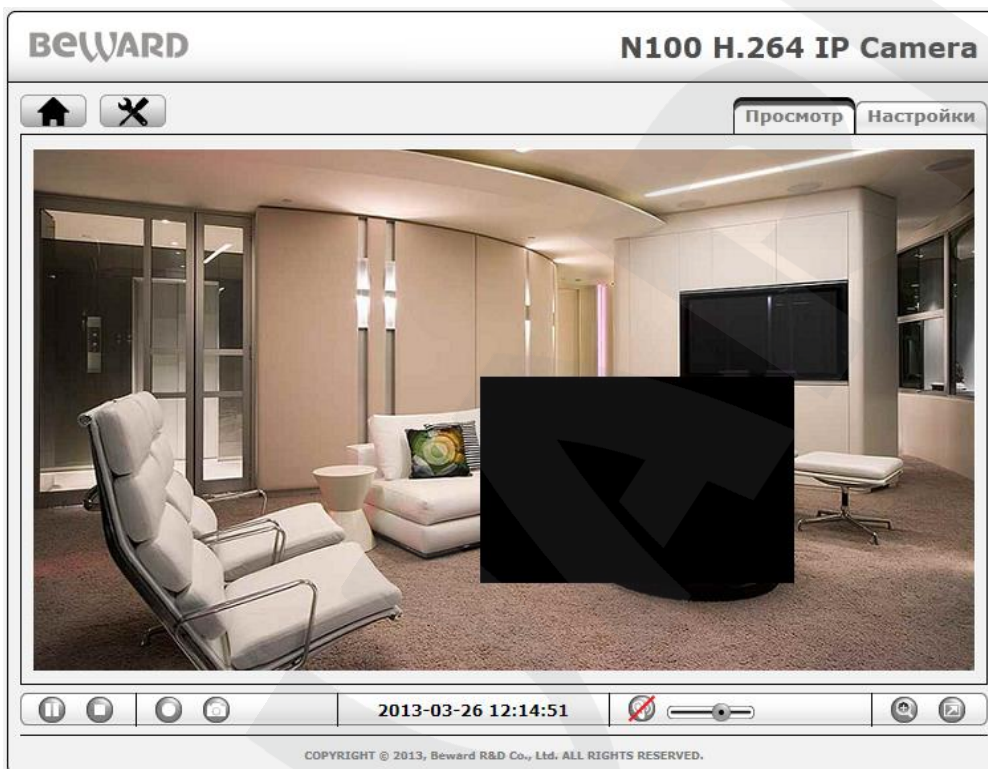 BEWARD
N100 H.264 IP Camera
Просмотр
Настройки
2013-03-26 12:14:51
COPYRIGHT © 2013, Beward R&D Co., Ltd. ALL RIGHTS RESERVED.